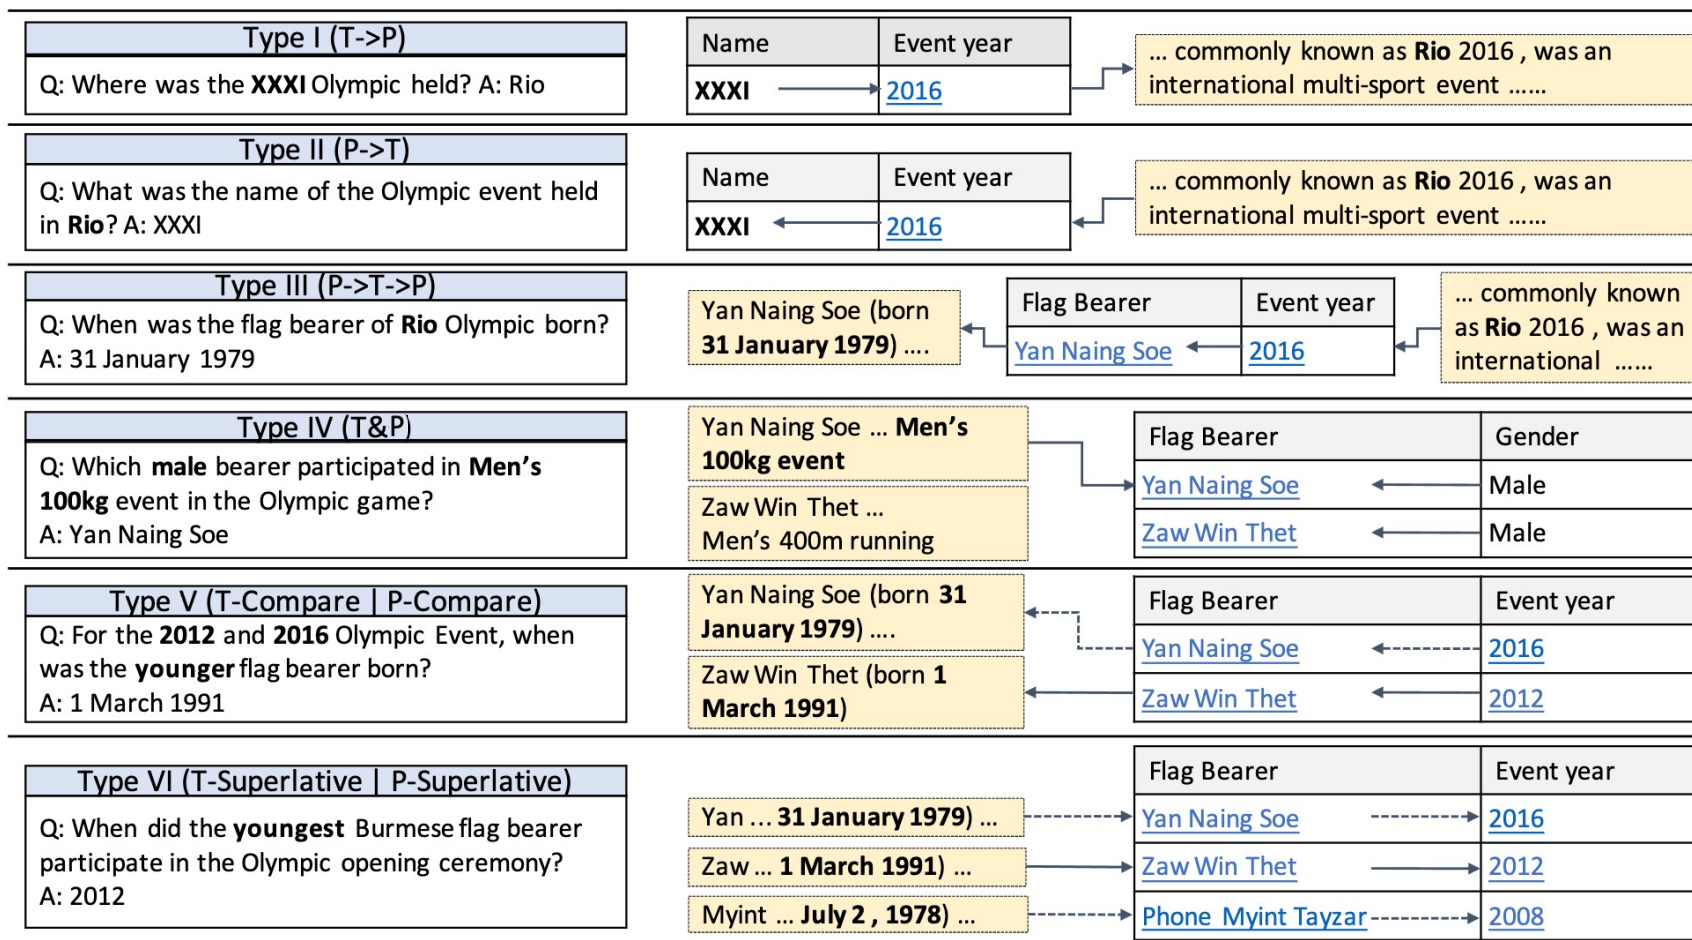 Type I (T->P)
Q: Where was the XXXI Olympic held? A: Rio
Name Event year
XXXI 2016
... commonly known as Rio 2016 , was an
international multi-sport event ......
Type II (P->T)
Q: What was the name of the Olympic event held
in Rio? A: XXXI
Name Event year
XXXI 2016
... commonly known as Rio 2016 , was an
international multi-sport event ......
Type III (P->T->P)
Q: When was the flag bearer of Rio Olympic born?
A: 31 January 1979
Yan Naing Soe (born
31 January 1979) ....
Flag Bearer Event year
Yan Naing Soe 2016
... commonly known
as Rio 2016 , was an
international ......
Type IV (T&P)
Q: Which male bearer participated in Men's
100kg event in the Olympic game?
A: Yan Naing Soe
Yan Naing Soe ... Men's
100kg event
Zaw Win Thet ...
Men's 400m running
Flag Bearer Gender
Yan Naing Soe Male
Zaw Win Thet Male
Type V (T-Compare | P-Compare)
Q: For the 2012 and 2016 Olympic Event, when
was the younger flag bearer born?
A: 1 March 1991
Yan Naing Soe (born 31
January 1979) ....
Zaw Win Thet (born 1
March 1991)
Flag Bearer Event year
Yan Naing Soe 2016
Zaw Win Thet 2012
Type VI (T-Superlative | P-Superlative)
Q: When did the youngest Burmese flag bearer
participate in the Olympic opening ceremony?
A: 2012
Yan ... 31 January 1979) ...
Zaw ... 1 March 1991) ...
Myint ... July 2 , 1978) ...
Flag Bearer Event year
Yan Naing Soe 2016
Zaw Win Thet 2012
Phone Myint Tayzar 2008